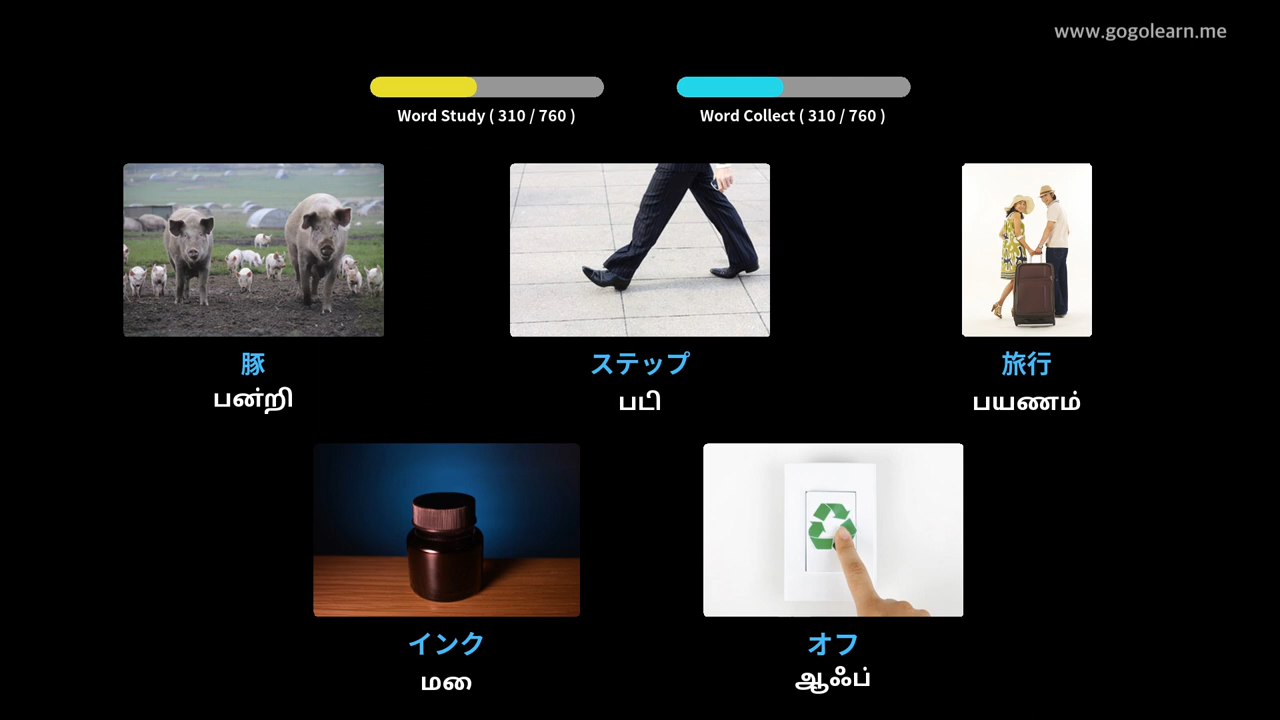 www.gogolearn.me
Word Study ( 310 / 760 )
Word Collect ( 310 / 760 )
豚
பன்றி
ステップ
படி
旅行
பயணம்
インク
மை
オフ
ஆஃப்